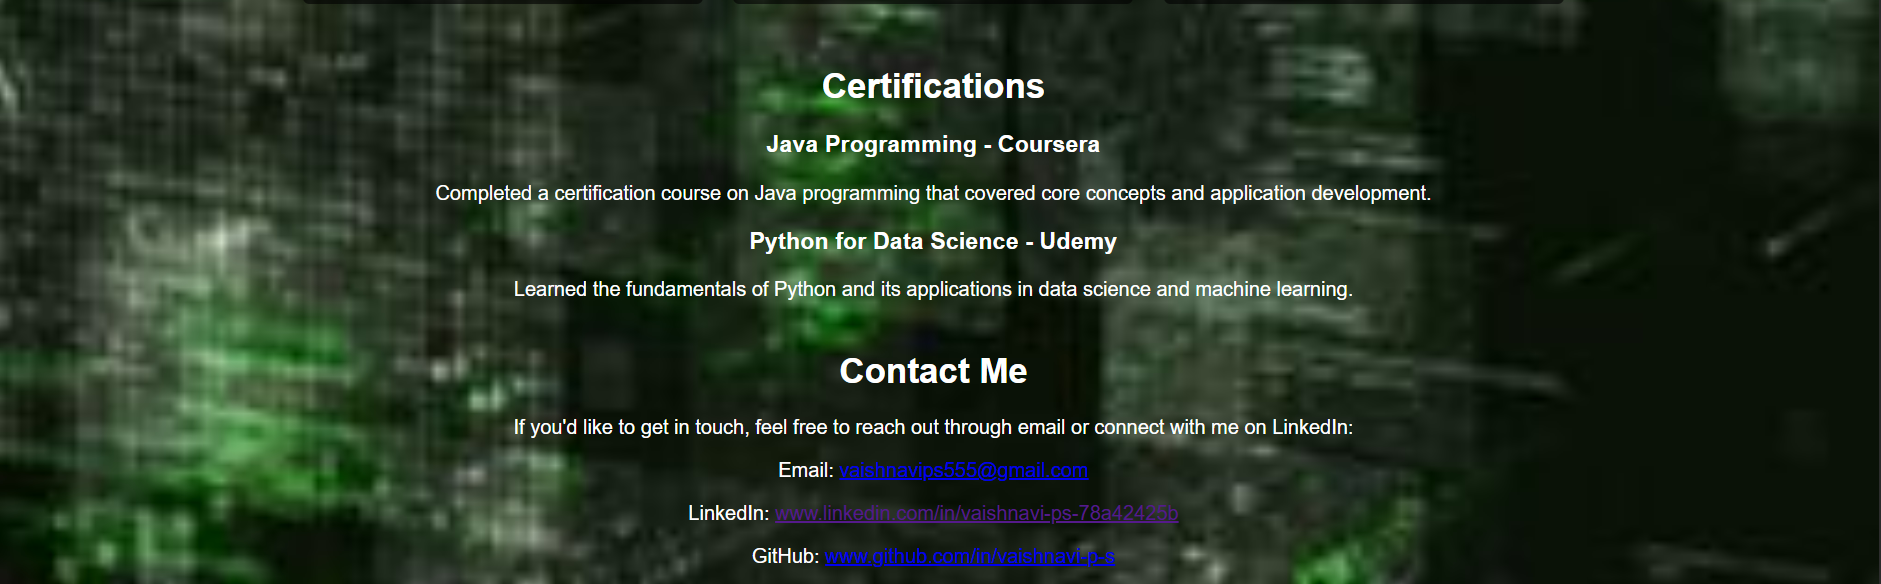 Certifications
Java Programming - Coursera
Completed a certification course on Java programming that covered core concepts and application development.
Python for Data Science - Udemy
Learned the fundamentals of Python and its applications in data science and machine learning.
Contact Me
If you'd like to get in touch, feel free to reach out through email or connect with me on LinkedIn:
Email: vaishnavips555@gmail.com
LinkedIn: www.linkedin.com/in/vaishnavi-ps-78a42425b
GitHub: www.github.com/in/vaishnavi-p-s